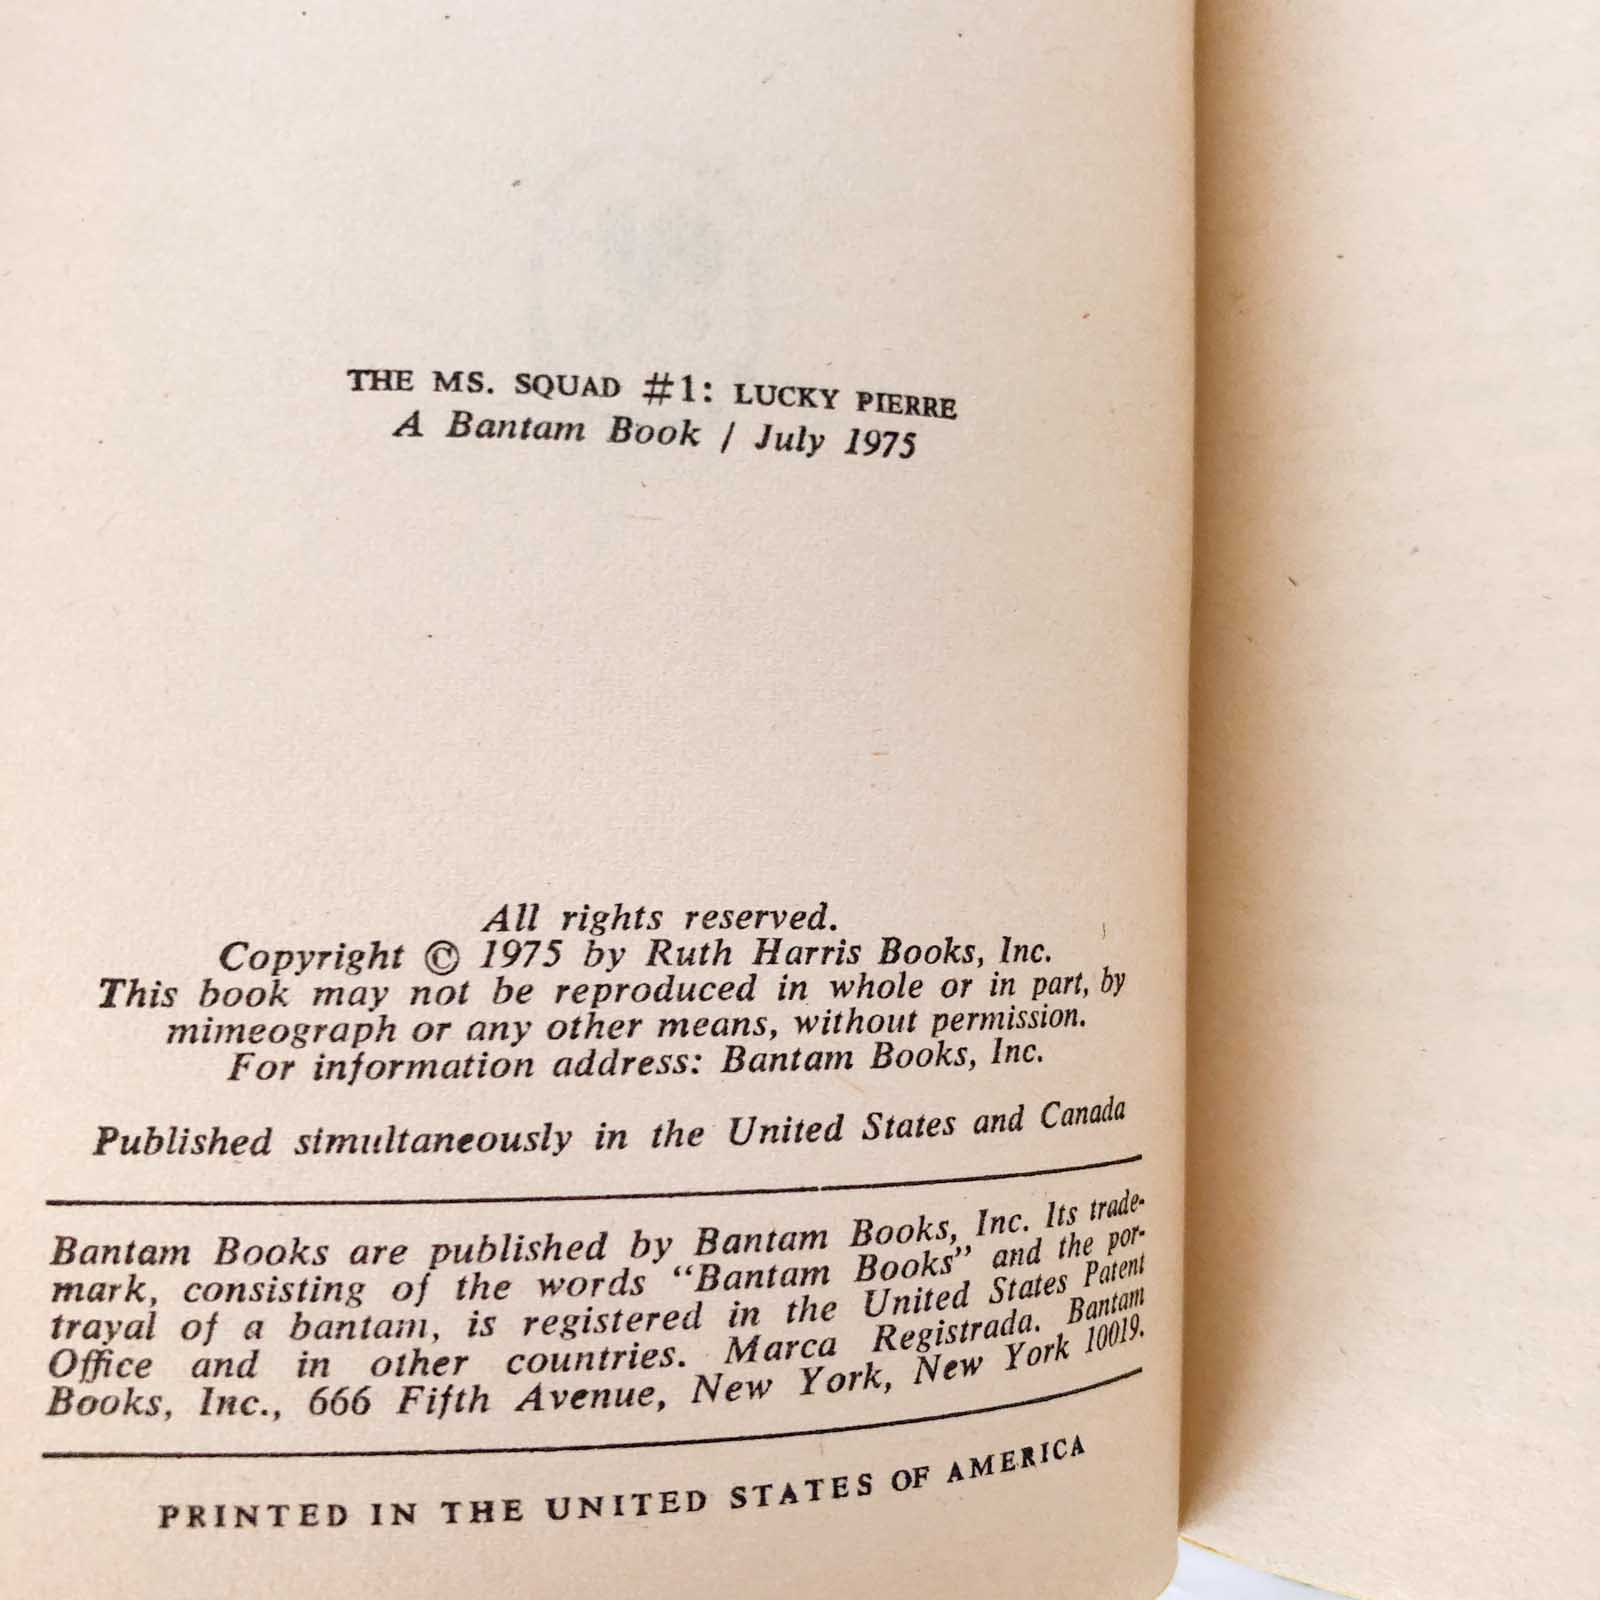 THE MS. SQUAD #1: LUCKY PIERRE
A Bantam Book / July 1975
All rights reserved.
Copyright © 1975 by Ruth Harris Books, Inc.
This book may not be reproduced in whole or in part, by
mimeograph or any other means, without permission.
For information address: Bantam Books, Inc.
Published simultaneously in the United States and Canada
Bantam Books are published by Bantam Books, Inc. Its trade-
mark, consisting of the words “Bantam Books” and the por-
trayal of a bantam, is registered in the United States Patent
Office and in other countries. Marca Registrada. Bantam
Books, Inc., 666 Fifth Avenue, New York, New York 10019.
PRINTED IN THE UNITED STATES OF AMERICA